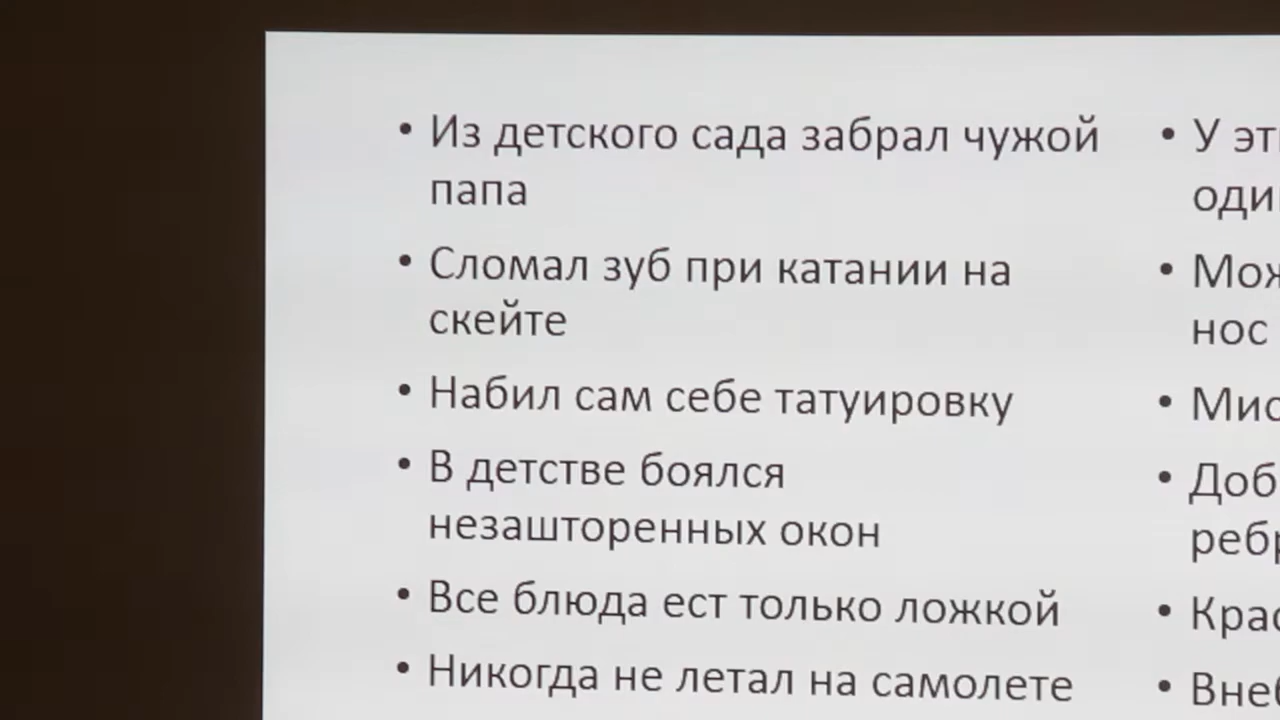 • Из детского сада забрал чужой
папа
• Сломал зуб при катании на
скейте
• Набил сам себе татуировку
• В детстве боялся
незашторенных окон
• Все блюда ест только ложкой
• Никогда не летал на самолете
• У
нос